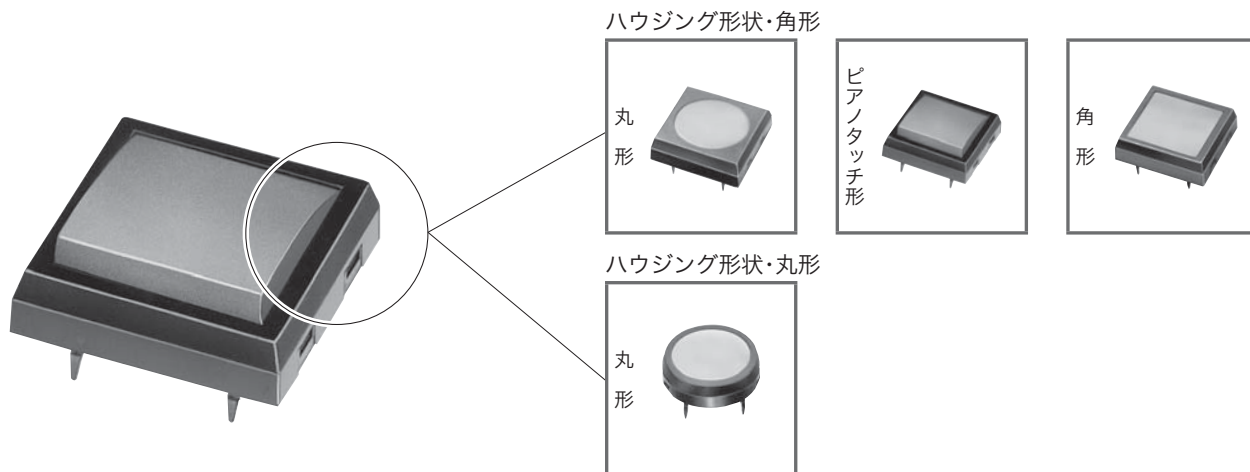 ハウジング形状・角形
丸形
ピアノタッチ形
角形
ハウジング形状・丸形
丸形